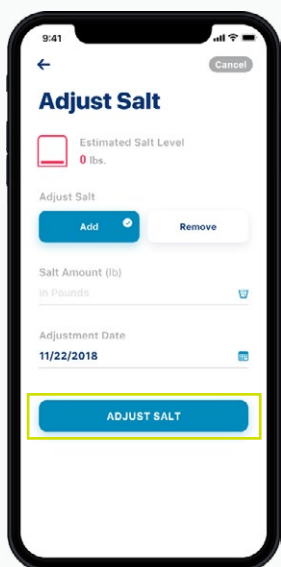 9:41
Cancel
Adjust Salt
Estimated Salt Level
0 lbs.
Adjust Salt
Add
Remove
Salt Amount (lb)
in Pounds
Adjustment Date
11/22/2018
ADJUST SALT